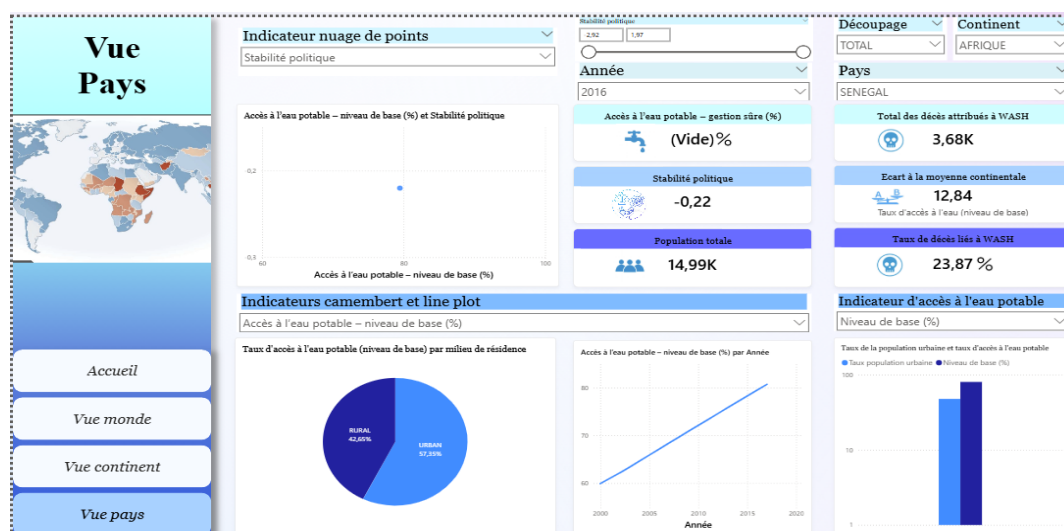 Vue
Pays
Accueil
Vue monde
Vue continent
Vue pays
Indicateur nuage de points
Stabilité politique
Stabilité politique
-2,92
1,97
Année
2016
Découpage
TOTAL
Continent
AFRIQUE
Pays
SENEGAL
Accès à l'eau potable – niveau de base (%) et Stabilité politique
0,2
0,3
60
80
100
Accès à l'eau potable – niveau de base (%)
Accès à l'eau potable – gestion sûre (%)
(Vide)%
Stabilité politique
-0,22
Population totale
14,99K
Total des décès attribués à WASH
3,68K
Ecart à la moyenne continentale
A B
12,84
Taux d'accès à l'eau (niveau de base)
Taux de décès liés à WASH
23,87 %
Indicateurs camembert et line plot
Accès à l'eau potable – niveau de base (%)
Indicateur d'accès à l'eau potable
Niveau de base (%)
Taux d'accès à l'eau potable (niveau de base) par milieu de résidence
RURAL
42,65%
URBAN
57,35%
Accès à l'eau potable – niveau de base (%) par Année
80
70
60
2000
2005
2010
2015
2020
Année
Taux de la population urbaine et taux d'accès à l'eau potable
Taux population urbaine
Niveau de base (%)
100
10
1